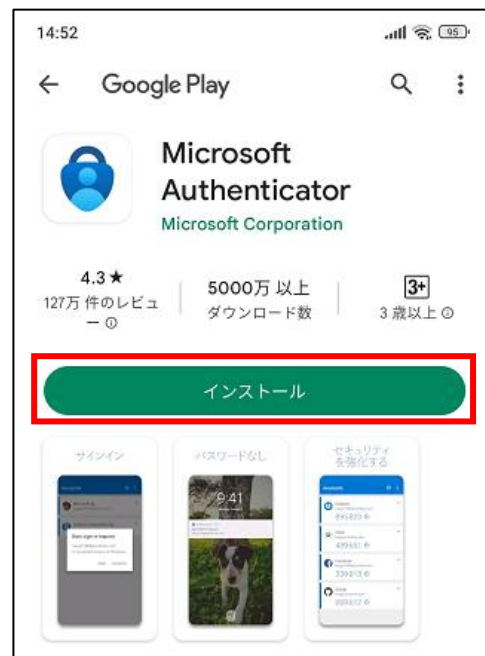 14:52
95
Google Play
Microsoft
Authenticator
Microsoft Corporation
4.3★
127万 件のレビュ
ー
5000万 以上
ダウンロード数
3+
3 歳以上
インストール
サインイン
パスワードなし
セキュリティ
を強化する
9:41